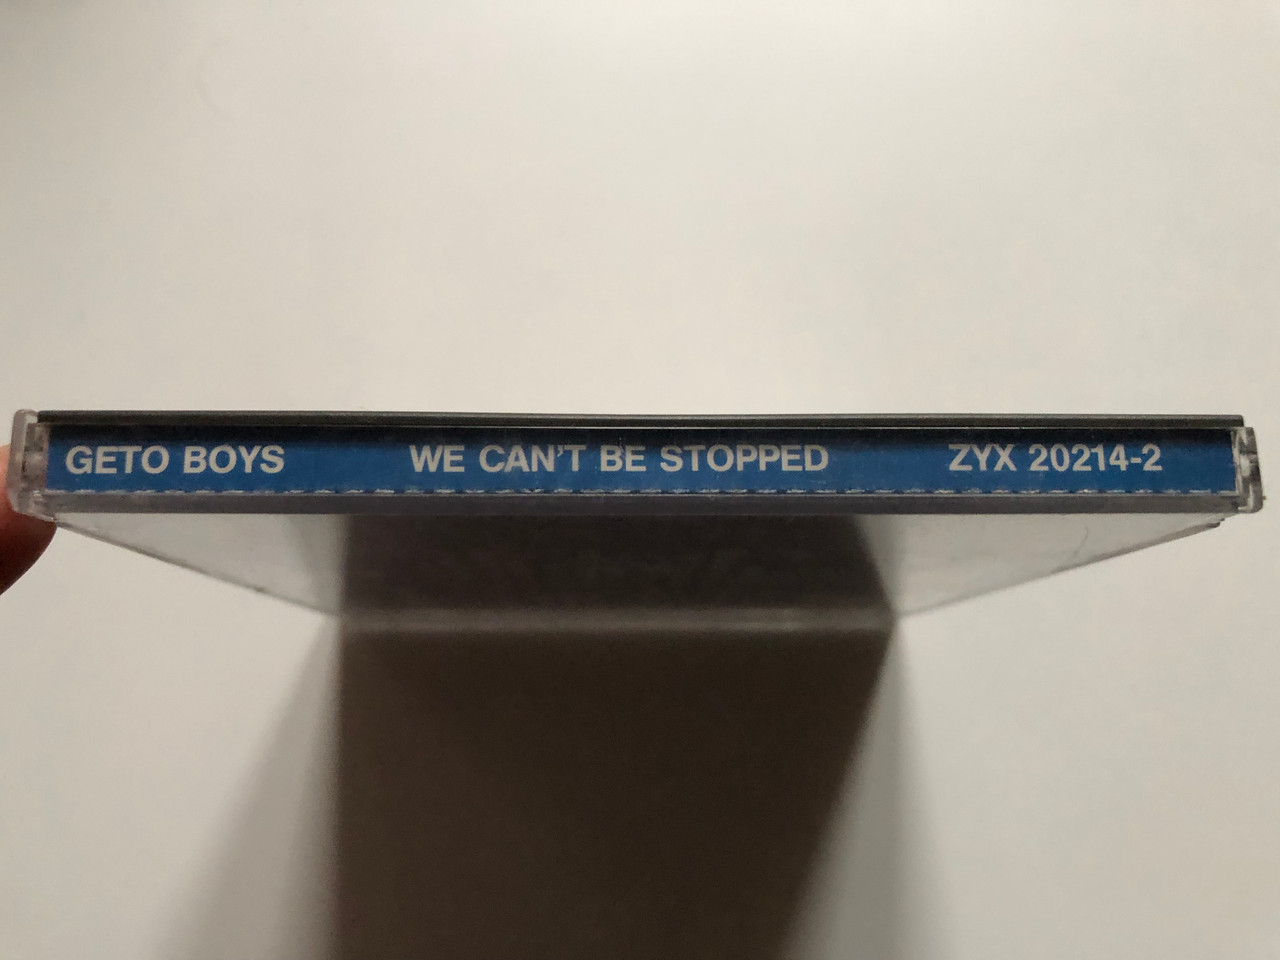 GETO BOYS WE CAN'T BE STOPPED ZYX 20214-2